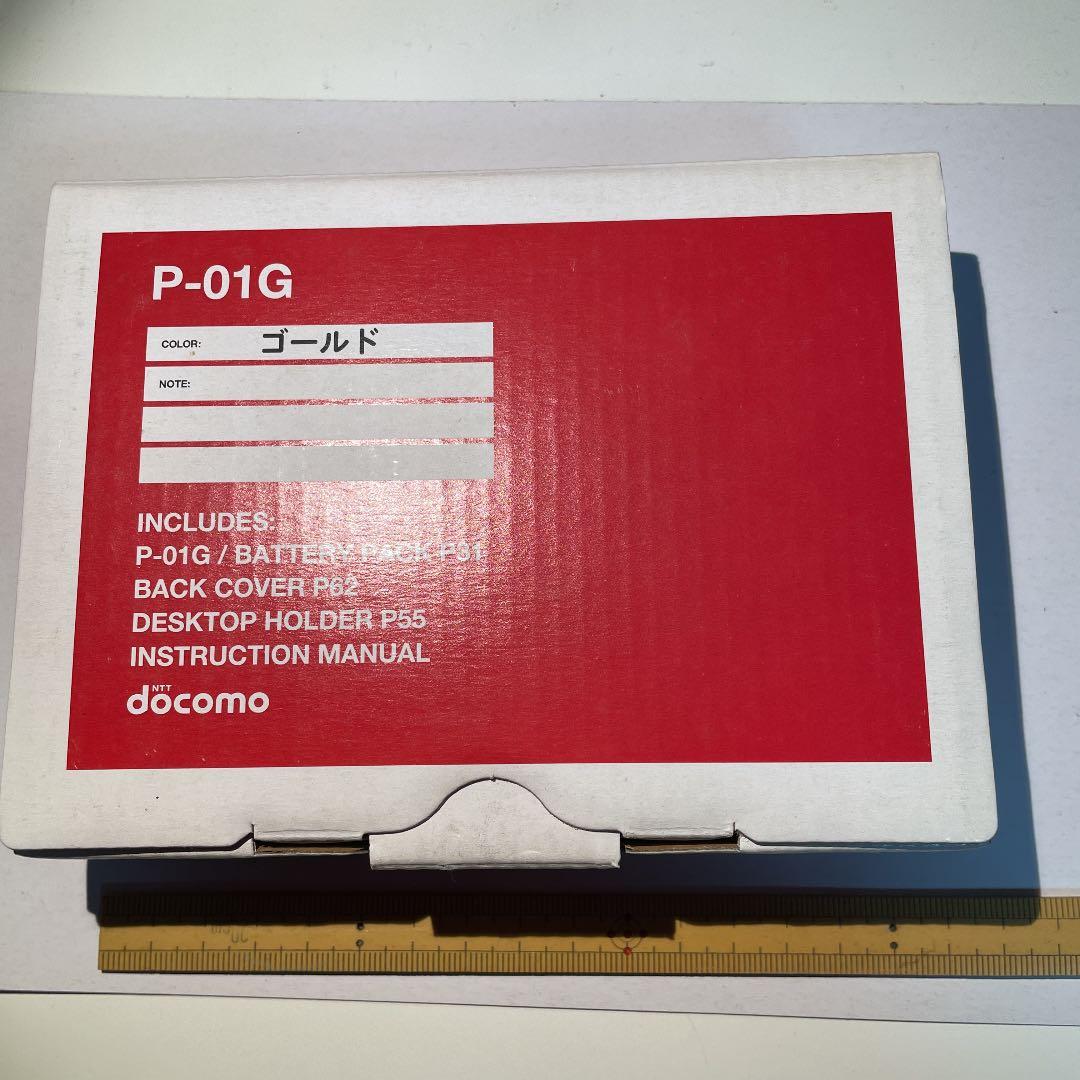 P-01G
COLOR: ゴールド
NOTE:
INCLUDES:
P-01G / BATTERY PACK P31
BACK COVER P62
DESKTOP HOLDER P55
INSTRUCTION MANUAL
NTT
docomo